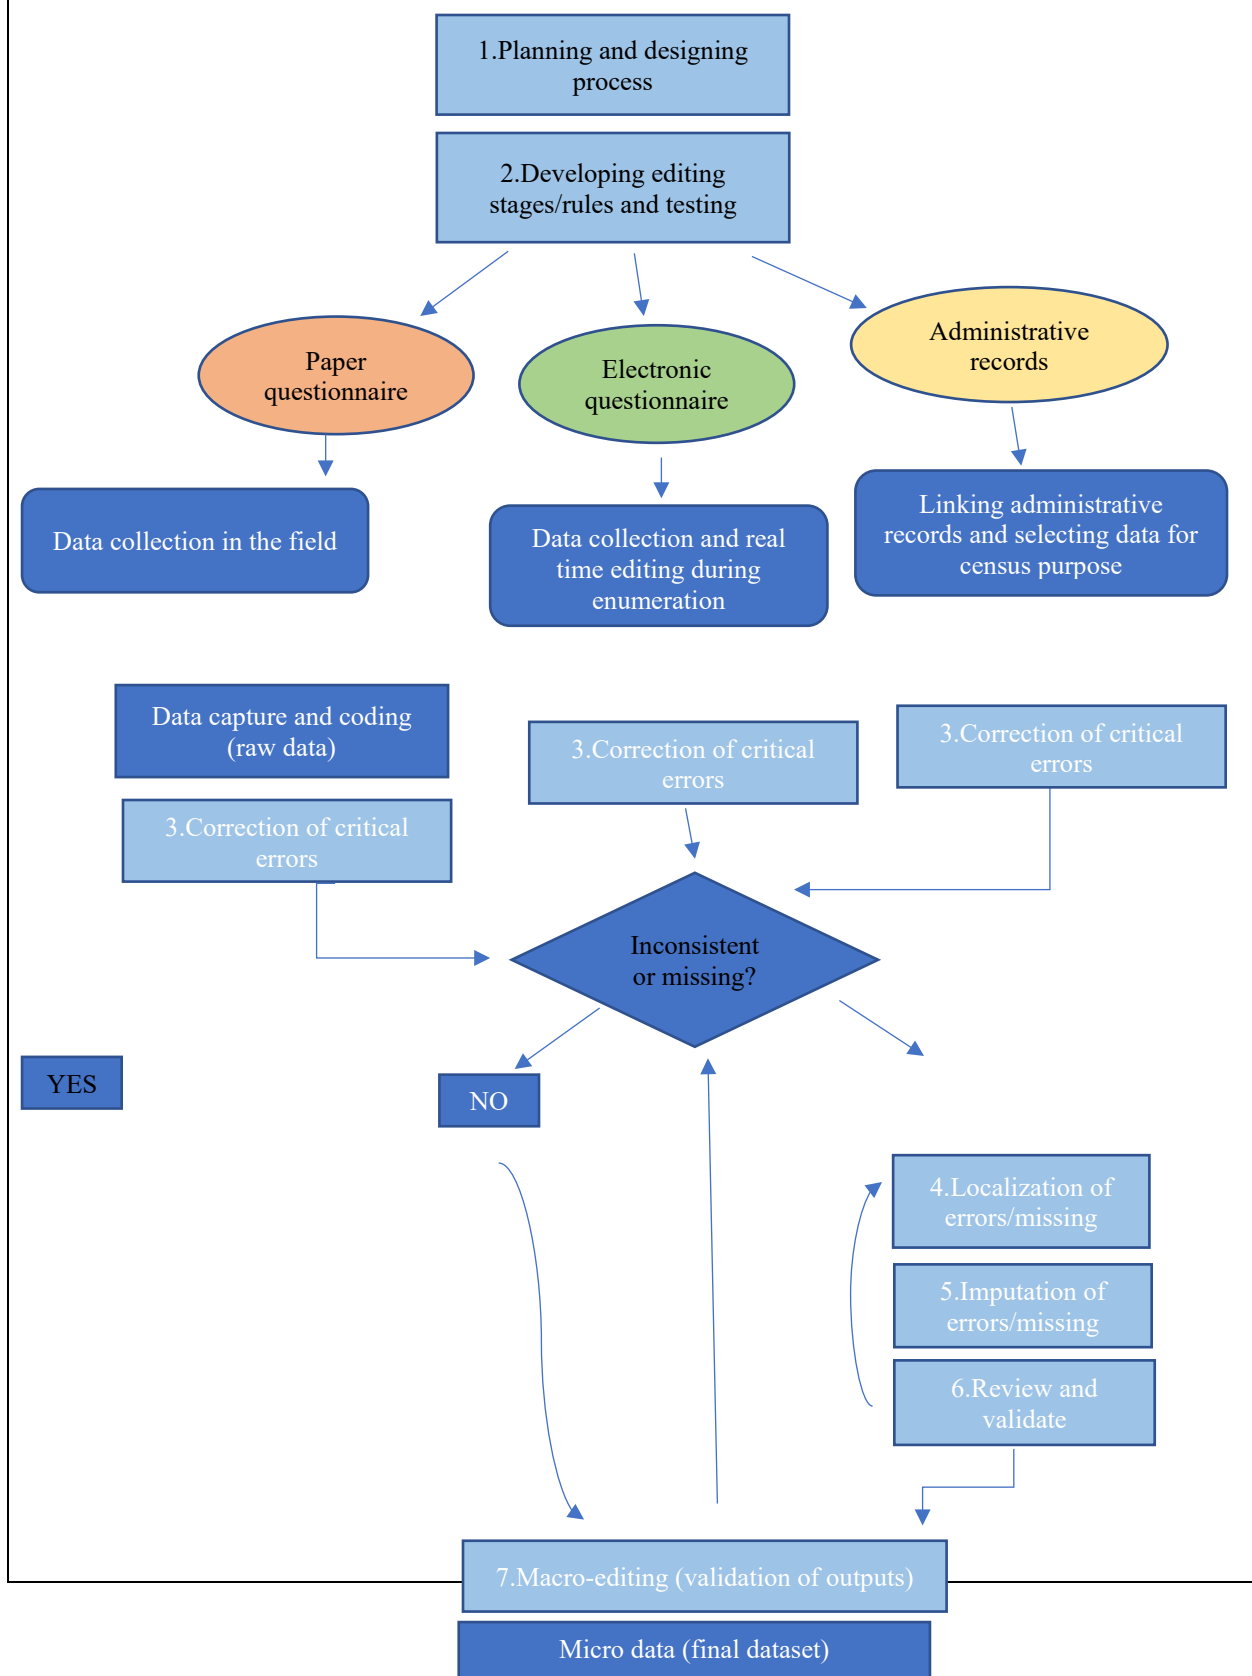 1.Planning and designing
process
2.Developing editing
stages/rules and testing
Paper
questionnaire
Electronic
questionnaire
Administrative
records
Data collection in the field
Data collection and real
time editing during
enumeration
Linking administrative
records and selecting data for
census purpose
Data capture and coding
(raw data)
3.Correction of critical
errors
3.Correction of critical
errors
3.Correction of critical
errors
Inconsistent
or missing?
YES
NO
4.Localization of
errors/missing
5.Imputation of
errors/missing
6.Review and
validate
7.Macro-editing (validation of outputs)
Micro data (final dataset)